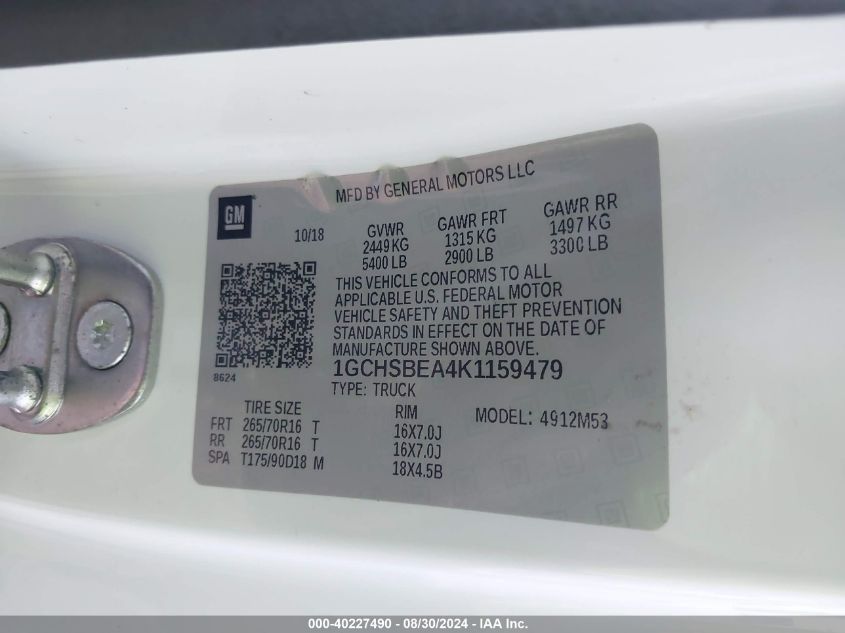 MFD BY GENERAL MOTORS LLC
GM
10/18 GVWR GAWR FRT GAWR RR
2449 KG 1315 KG 1497 KG
5400 LB 2900 LB 3300 LB
THIS VEHICLE CONFORMS TO ALL
APPLICABLE U.S. FEDERAL MOTOR
VEHICLE SAFETY AND THEFT PREVENTION
STANDARDS IN EFFECT ON THE DATE OF
MANUFACTURE SHOWN ABOVE.
8624
1GCHSBEA4K1159479
TYPE: TRUCK
TIRE SIZE RIM MODEL: 4912M53
FRT 265/70R16 T 16X7.0J
RR 265/70R16 T 16X7.0J
SPA T175/90D18 M 18X4.5B
000-40227490 - 08/30/2024 - IAA Inc.